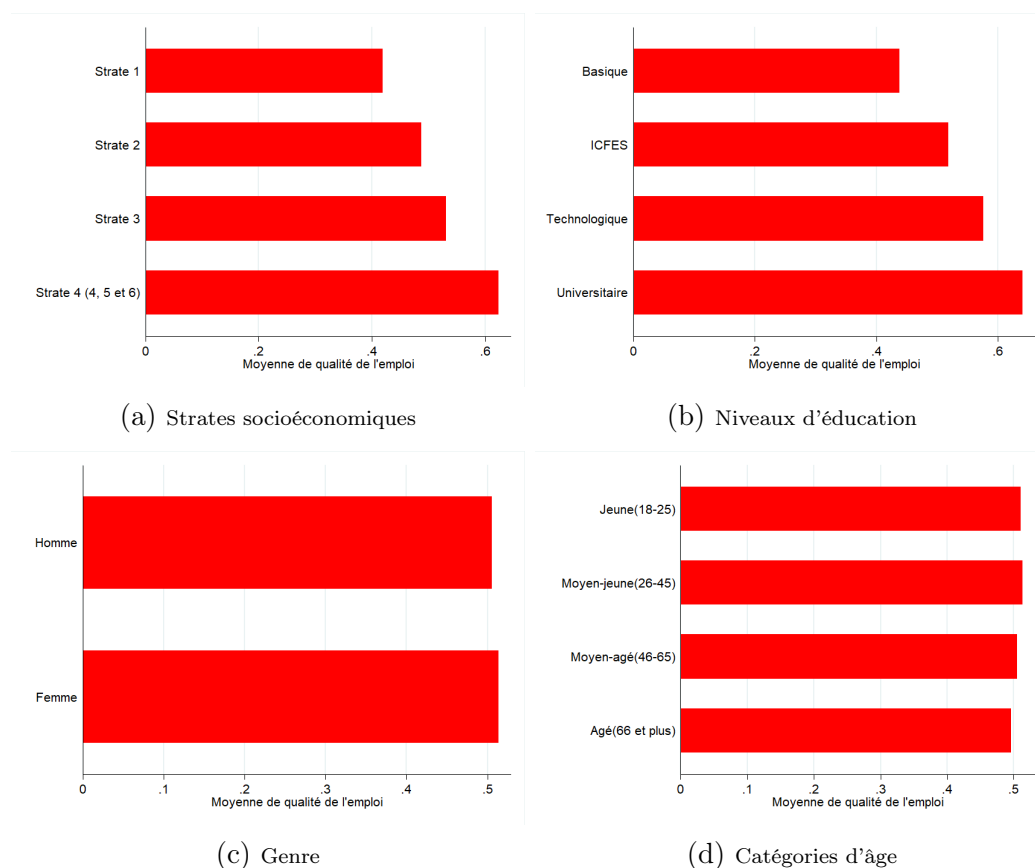 Strate 1
Strate 2
Strate 3
Strate 4 (4, 5 et 6)
0 .2 .4 .6
Moyenne de qualité de l'emploi
(a) Strates socioéconomiques
Basique
ICFES
Technologique
Universitaire
0 .2 .4 .6
Moyenne de qualité de l'emploi
(b) Niveaux d'éducation
Homme
Femme
0 .1 .2 .3 .4 .5
Moyenne de qualité de l'emploi
(c) Genre
Jeune(18-25)
Moyen-jeune(26-45)
Moyen-agé(46-65)
Agé(66 et plus)
0 .1 .2 .3 .4 .5
Moyenne de qualité de l'emploi
(d) Catégories d'âge